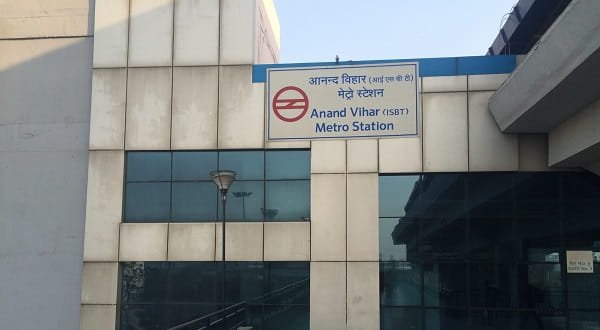 आनन्द विहार (आई एस बी टी)
मेट्रो स्टेशन
Anand Vihar (ISBT)
Metro Station